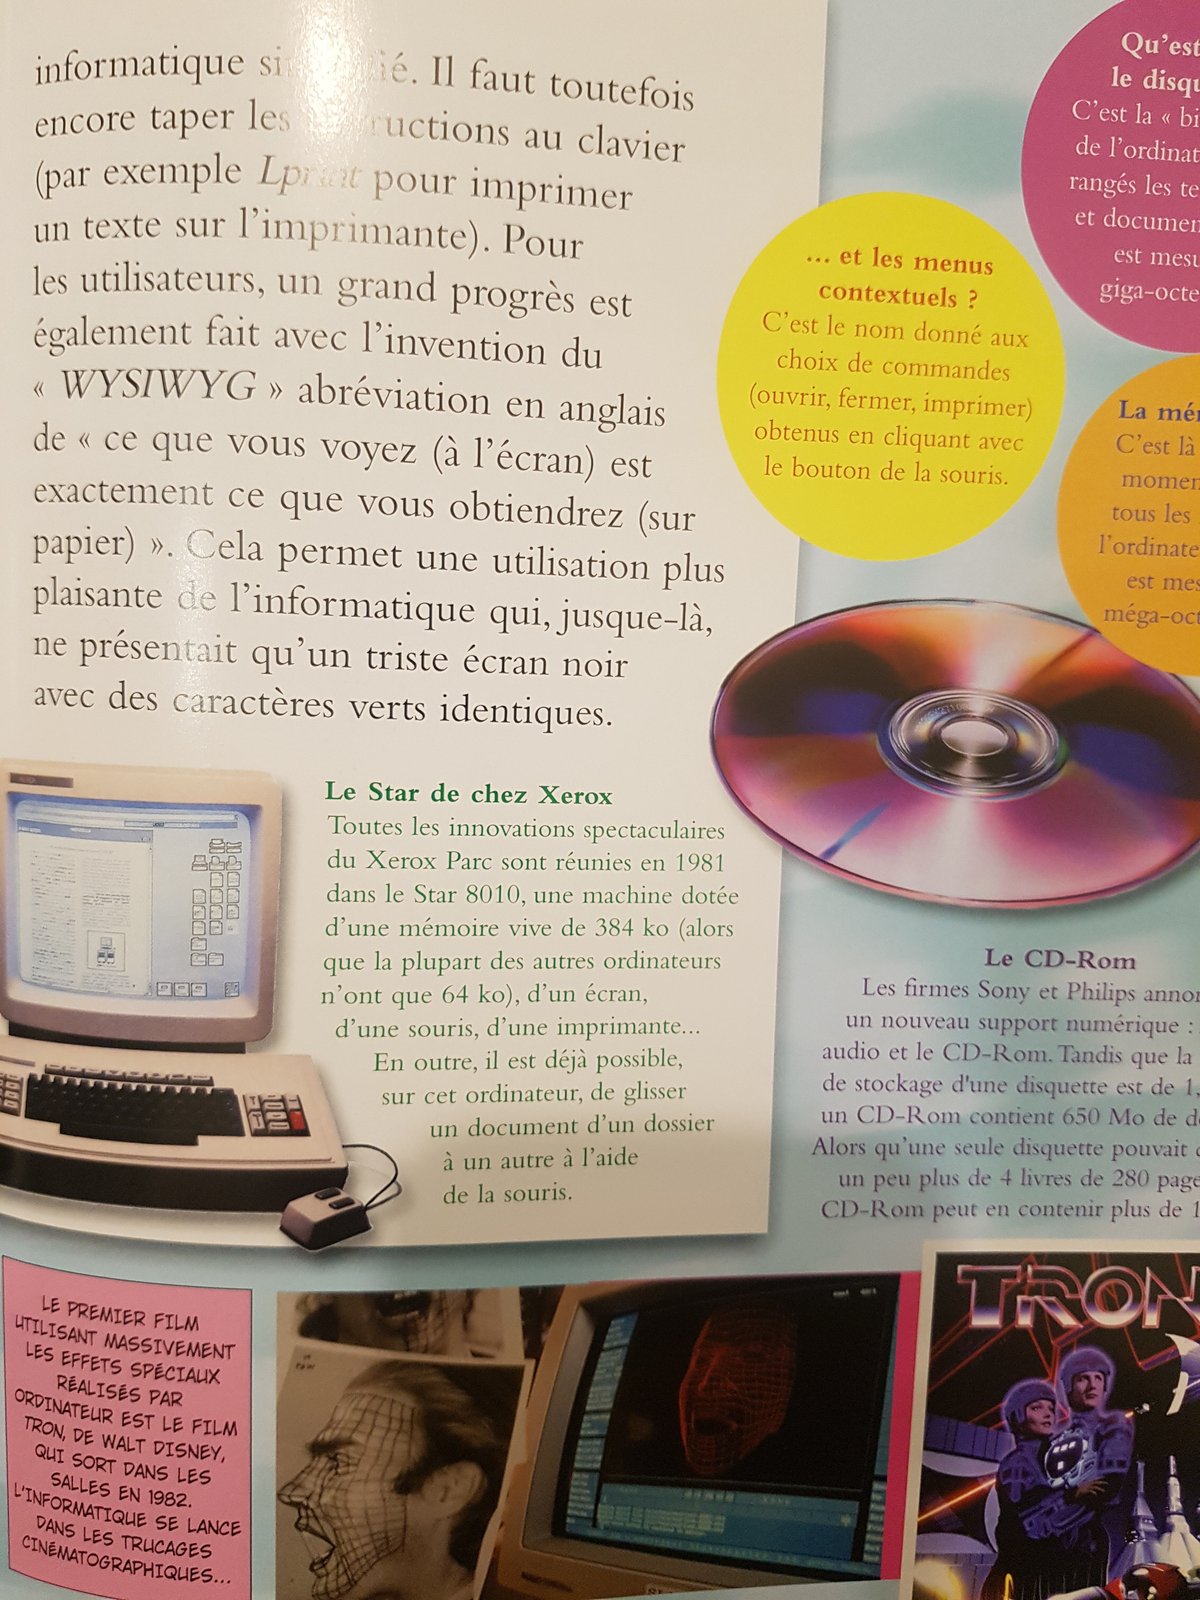 informatique simplifié. Il faut toutefois
encore taper les instructions au clavier
(par exemple Lprint pour imprimer
un texte sur l'imprimante). Pour
les utilisateurs, un grand progrès est
également fait avec l'invention du
« WYSIWYG » abréviation en anglais
de « ce que vous voyez (à l'écran) est
exactement ce que vous obtiendrez (sur
papier) ». Cela permet une utilisation plus
plaisante de l'informatique qui, jusque-là,
ne présentait qu'un triste écran noir
avec des caractères verts identiques.
Qu'est
le disqu
C'est la « bi
de l'ordinat
rangés les te
et documen
est mesu
giga-octe
... et les menus
contextuels ?
C'est le nom donné aux
choix de commandes
(ouvrir, fermer, imprimer)
obtenus en cliquant avec
le bouton de la souris.
La mé
C'est là
momen
tous les
l'ordinate
est mes
méga-oct
Le Star de chez Xerox
Toutes les innovations spectaculaires
du Xerox Parc sont réunies en 1981
dans le Star 8010, une machine dotée
d'une mémoire vive de 384 ko (alors
que la plupart des autres ordinateurs
n'ont que 64 ko), d'un écran,
d'une souris, d'une imprimante...
En outre, il est déjà possible,
sur cet ordinateur, de glisser
un document d'un dossier
à un autre à l'aide
de la souris.
Le CD-Rom
Les firmes Sony et Philips annon
un nouveau support numérique :
audio et le CD-Rom. Tandis que la
de stockage d'une disquette est de 1,
un CD-Rom contient 650 Mo de d
Alors qu'une seule disquette pouvait
un peu plus de 4 livres de 280 page
CD-Rom peut en contenir plus de 1
LE PREMIER FILM
UTILISANT MASSIVEMENT
LES EFFETS SPÉCIAUX
RÉALISÉS PAR
ORDINATEUR EST LE FILM
TRON, DE WALT DISNEY,
QUI SORT DANS LES
SALLES EN 1982.
L'INFORMATIQUE SE LANCE
DANS LES TRUCAGES
CINÉMATOGRAPHIQUES...
TRON